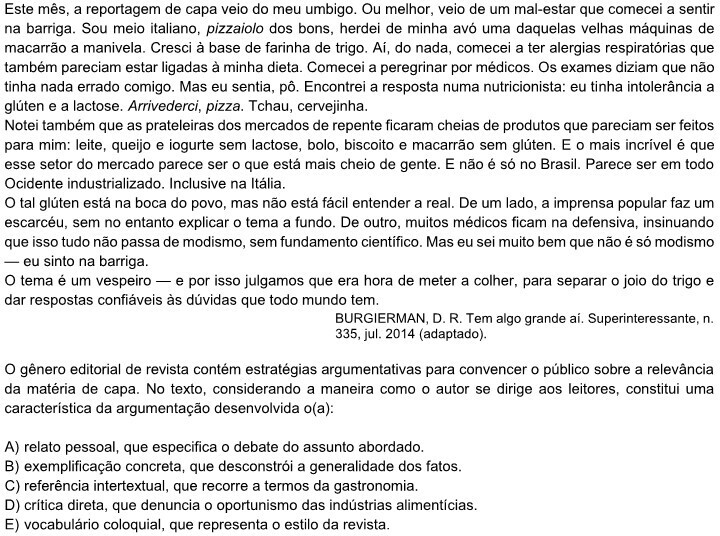 Este mês, a reportagem de capa veio do meu umbigo. Ou melhor, veio de um mal-estar que comecei a sentir
na barriga. Sou meio italiano, pizzaiolo dos bons, herdei de minha avó uma daquelas velhas máquinas de
macarrão a manivela. Cresci à base de farinha de trigo. Aí, do nada, comecei a ter alergias respiratórias que
também pareciam estar ligadas à minha dieta. Comecei a peregrinar por médicos. Os exames diziam que não
tinha nada errado comigo. Mas eu sentia, pô. Encontrei a resposta numa nutricionista: eu tinha intolerância a
glúten e a lactose. Arrivederci, pizza. Tchau, cervejinha.
Notei também que as prateleiras dos mercados de repente ficaram cheias de produtos que pareciam ser feitos
para mim: leite, queijo e iogurte sem lactose, bolo, biscoito e macarrão sem glúten. E o mais incrível é que
esse setor do mercado parece ser o que está mais cheio de gente. E não é só no Brasil. Parece ser em todo
Ocidente industrializado. Inclusive na Itália.
O tal glúten está na boca do povo, mas não está fácil entender a real. De um lado, a imprensa popular faz um
escarcéu, sem no entanto explicar o tema a fundo. De outro, muitos médicos ficam na defensiva, insinuando
que isso tudo não passa de modismo, sem fundamento científico. Mas eu sei muito bem que não é só modismo
— eu sinto na barriga.
O tema é um vespeiro — e por isso julgamos que era hora de meter a colher, para separar o joio do trigo e
dar respostas confiáveis às dúvidas que todo mundo tem.
BURGIERMAN, D. R. Tem algo grande aí. Superinteressante, n.
335, jul. 2014 (adaptado).
O gênero editorial de revista contém estratégias argumentativas para convencer o público sobre a relevância
da matéria de capa. No texto, considerando a maneira como o autor se dirige aos leitores, constitui uma
característica da argumentação desenvolvida o(a):
A) relato pessoal, que especifica o debate do assunto abordado.
B) exemplificação concreta, que desconstrói a generalidade dos fatos.
C) referência intertextual, que recorre a termos da gastronomia.
D) crítica direta, que denuncia o oportunismo das indústrias alimentícias.
E) vocabulário coloquial, que representa o estilo da revista.